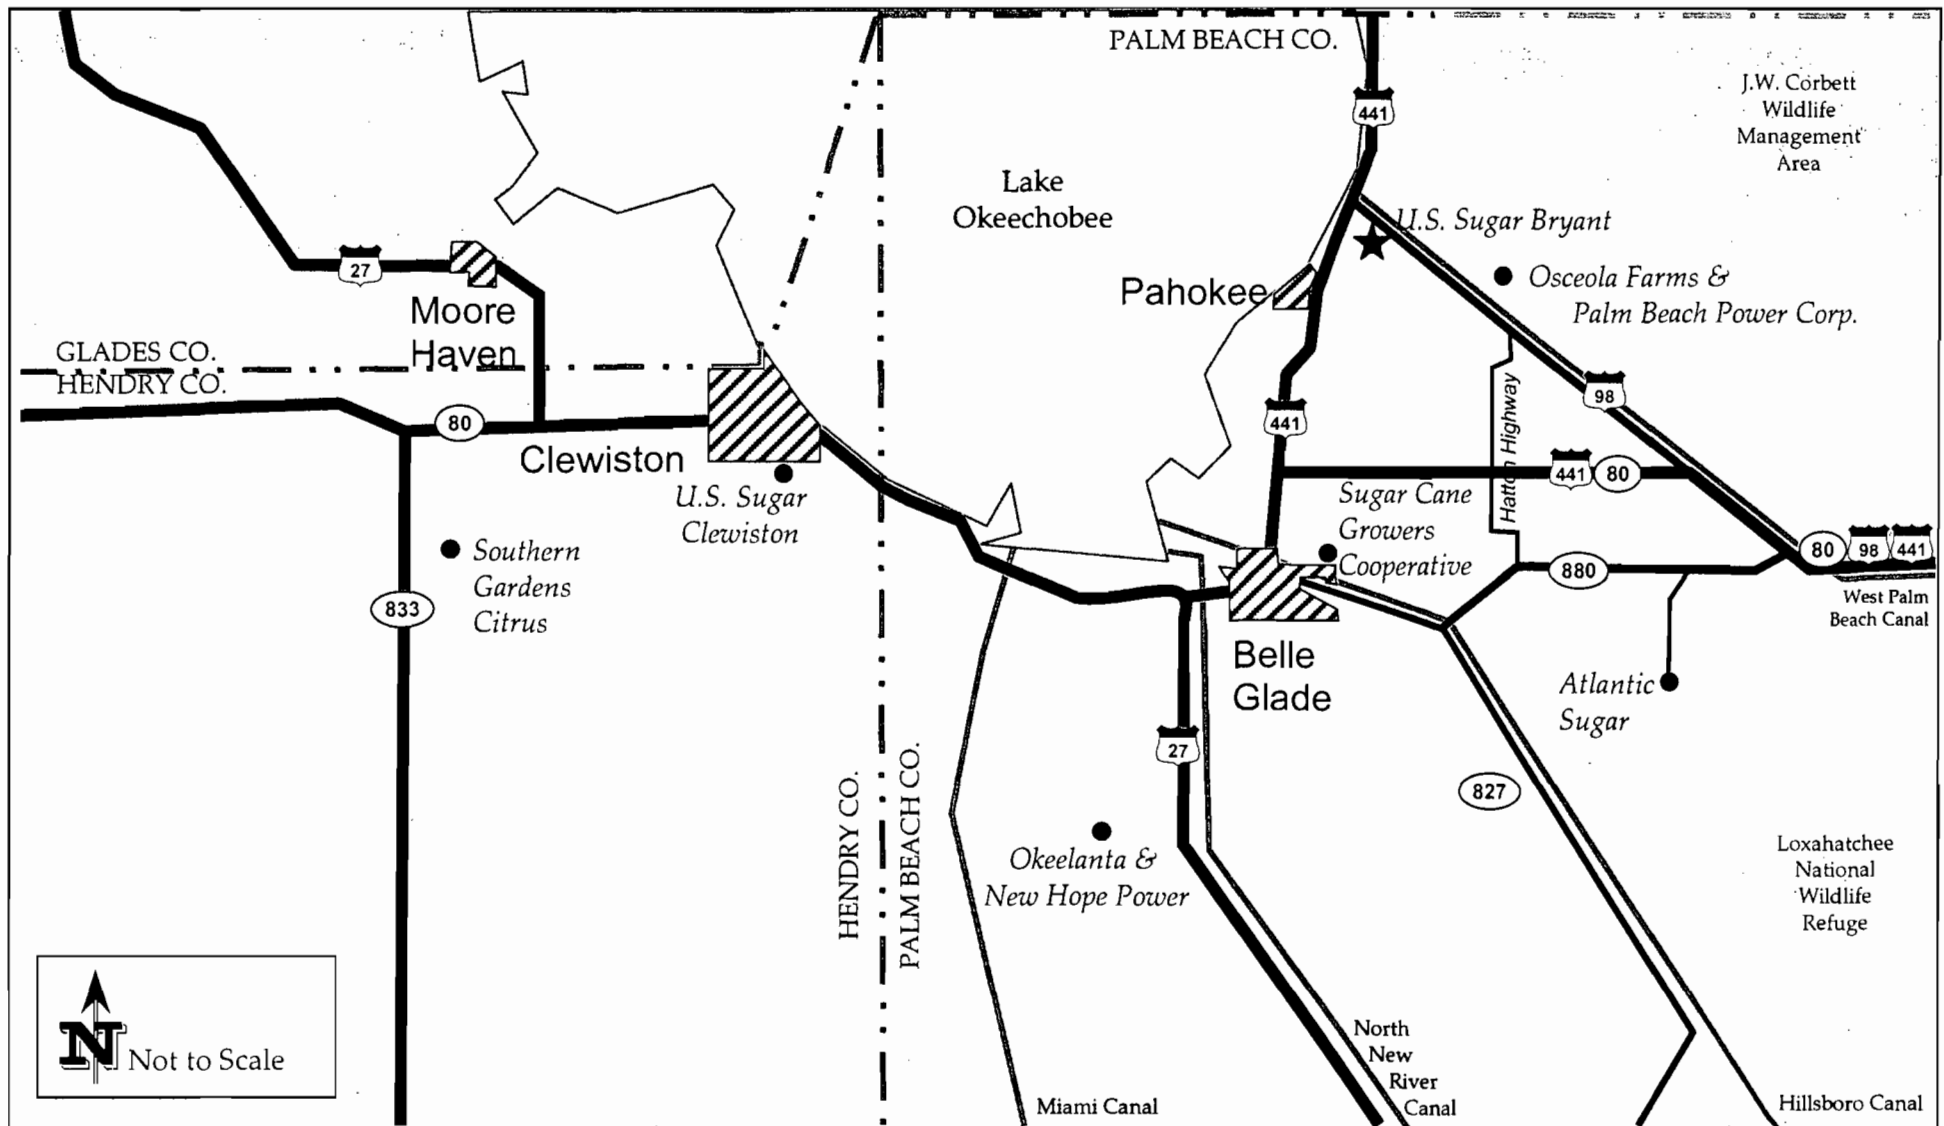 PALM BEACH CO.
J.W. Corbett
Wildlife
Management
Area
441
Lake
Okeechobee
U.S. Sugar Bryant
27
Moore
Haven
Pahokee
Osceola Farms &
Palm Beach Power Corp.
GLADES CO.
HENDRY CO.
98
80
441
Hatton Highway
Clewiston
441
80
U.S. Sugar
Clewiston
Sugar Cane
Growers
Cooperative
Southern
Gardens
Citrus
80
98
441
880
833
West Palm
Beach Canal
Belle
Glade
Atlantic
Sugar
27
827
HENDRY CO.
PALM BEACH CO.
Okeelanta &
New Hope Power
Loxahatchee
National
Wildlife
Refuge
N
Not to Scale
North
New
River
Canal
Miami Canal
Hillsboro Canal